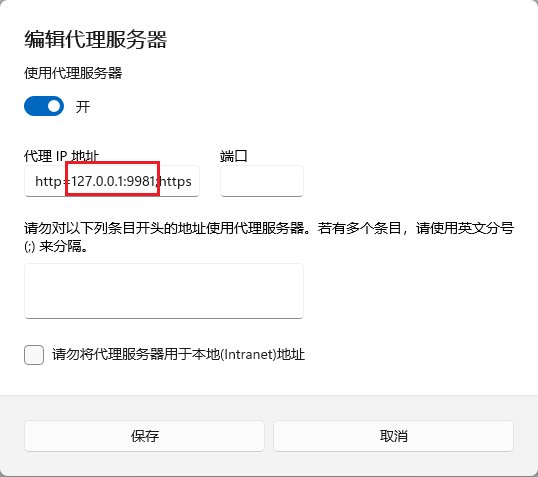 编辑代理服务器
使用代理服务器
开
代理 IP 地址
端口
http=127.0.0.1:9981;https
请勿对以下列条目开头的地址使用代理服务器。若有多个条目，请使用英文分号
(;) 来分隔。
请勿将代理服务器用于本地(Intranet)地址
保存
取消